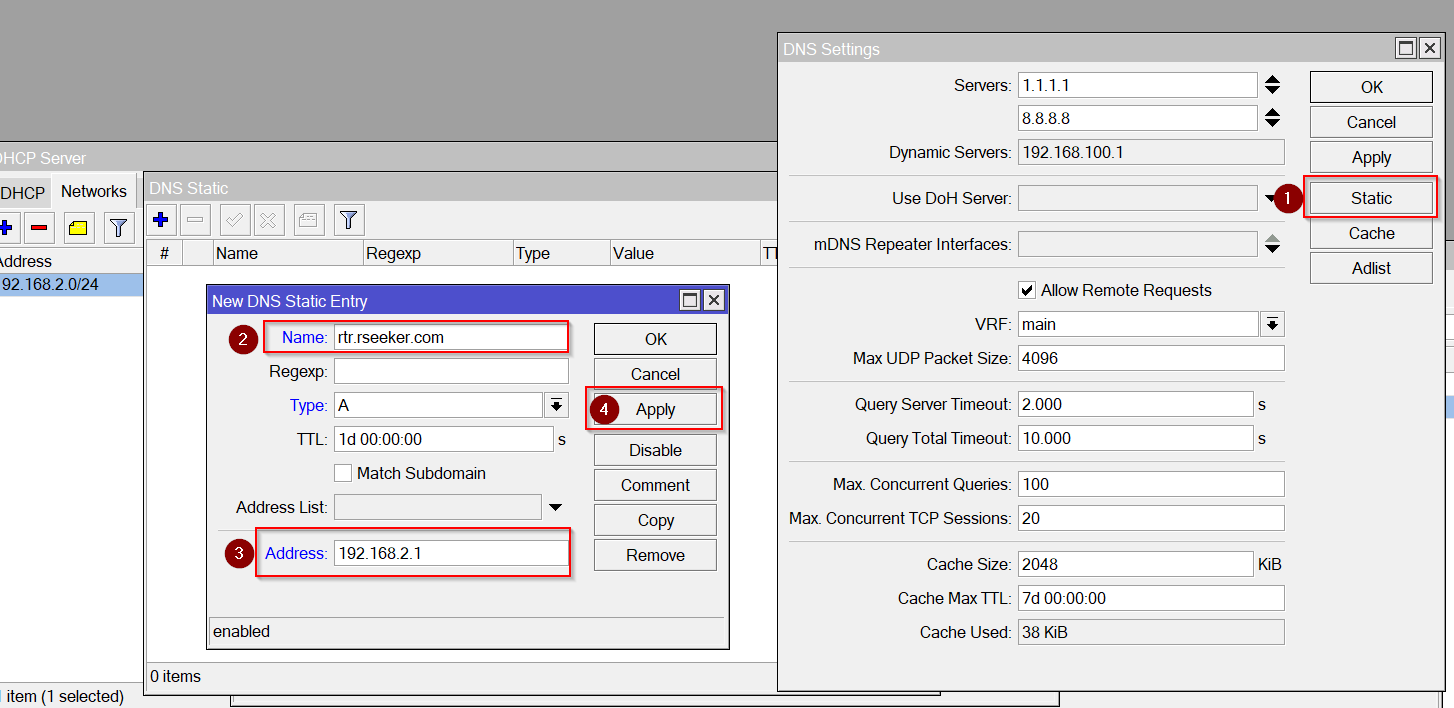 DNS Settings
Servers: 1.1.1.1
8.8.8.8
Dynamic Servers: 192.168.100.1
Use DoH Server:
mDNS Repeater Interfaces:
Allow Remote Requests
VRF: main
Max UDP Packet Size: 4096
Query Server Timeout: 2.000 s
Query Total Timeout: 10.000 s
Max. Concurrent Queries: 100
Max. Concurrent TCP Sessions: 20
Cache Size: 2048 KiB
Cache Max TTL: 7d 00:00:00
Cache Used: 38 KiB
OK
Cancel
Apply
1 Static
Cache
Adlist
DHCP Server
DHCP Networks
Address
92.168.2.0/24
1 item (1 selected)
DNS Static
# Name Regexp Type Value TT
0 items
New DNS Static Entry
2 Name: rtr.rseeker.com
Regexp:
Type: A
TTL: 1d 00:00:00 s
Match Subdomain
Address List:
3 Address: 192.168.2.1
enabled
OK
Cancel
4 Apply
Disable
Comment
Copy
Remove